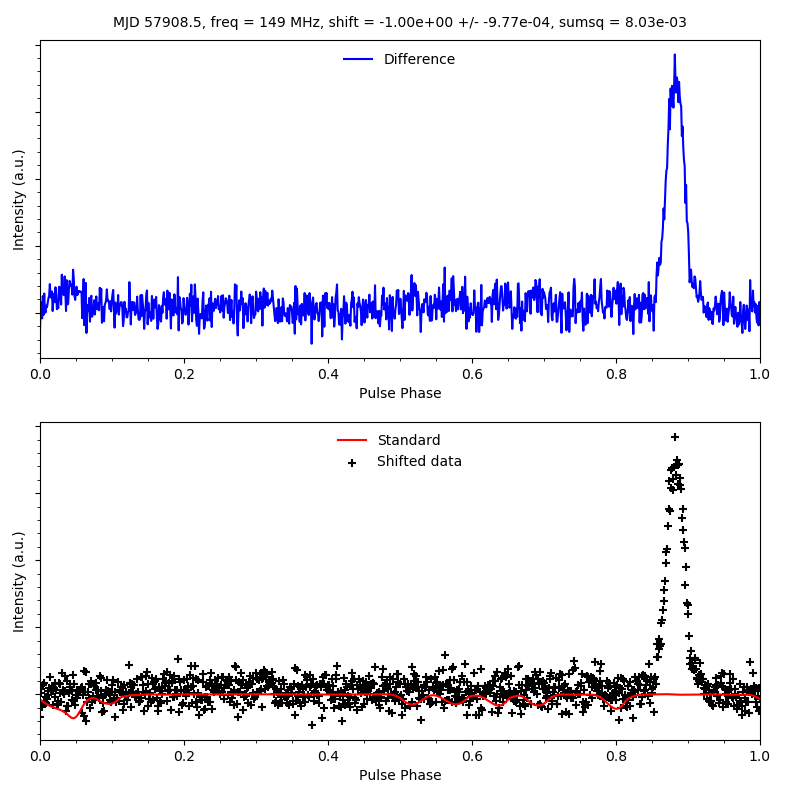 MJD 57908.5, freq = 149 MHz, shift = -1.00e+00 +/- -9.77e-04, sumsq = 8.03e-03
Difference
Intensity (a.u.)
0.0 0.2 0.4 0.6 0.8 1.0
Pulse Phase
Standard
Shifted data
Intensity (a.u.)
0.0 0.2 0.4 0.6 0.8 1.0
Pulse Phase